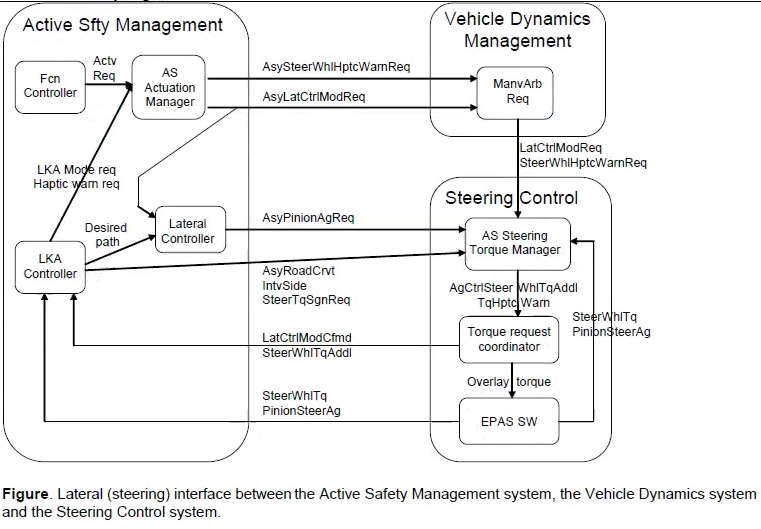 Active Sfty Management
Vehicle Dynamics
Management
Fcn
Controller
Actv
Req
AS
Actuation
Manager
AsySteerWhlHptcWarnReq
AsyLatCtrlModReq
ManvArb
Req
LatCtrlModReq
SteerWhlHptcWarnReq
LKA Mode req
Haptic warn req
Steering Control
Desired
path
Lateral
Controller
AsyPinionAgReq
AS Steering
Torque Manager
LKA
Controller
AsyRoadCrvt
IntvSide
SteerTqSgnReq
AgCtrlSteer WhlTqAddl
TqHptc Warn
SteerWhlTq
PinionSteerAg
LatCtrlModCfmd
SteerWhlTqAddl
Torque request
coordinator
Overlay torque
SteerWhlTq
PinionSteerAg
EPAS SW
Figure. Lateral (steering) interface between the Active Safety Management system, the Vehicle Dynamics system
and the Steering Control system.